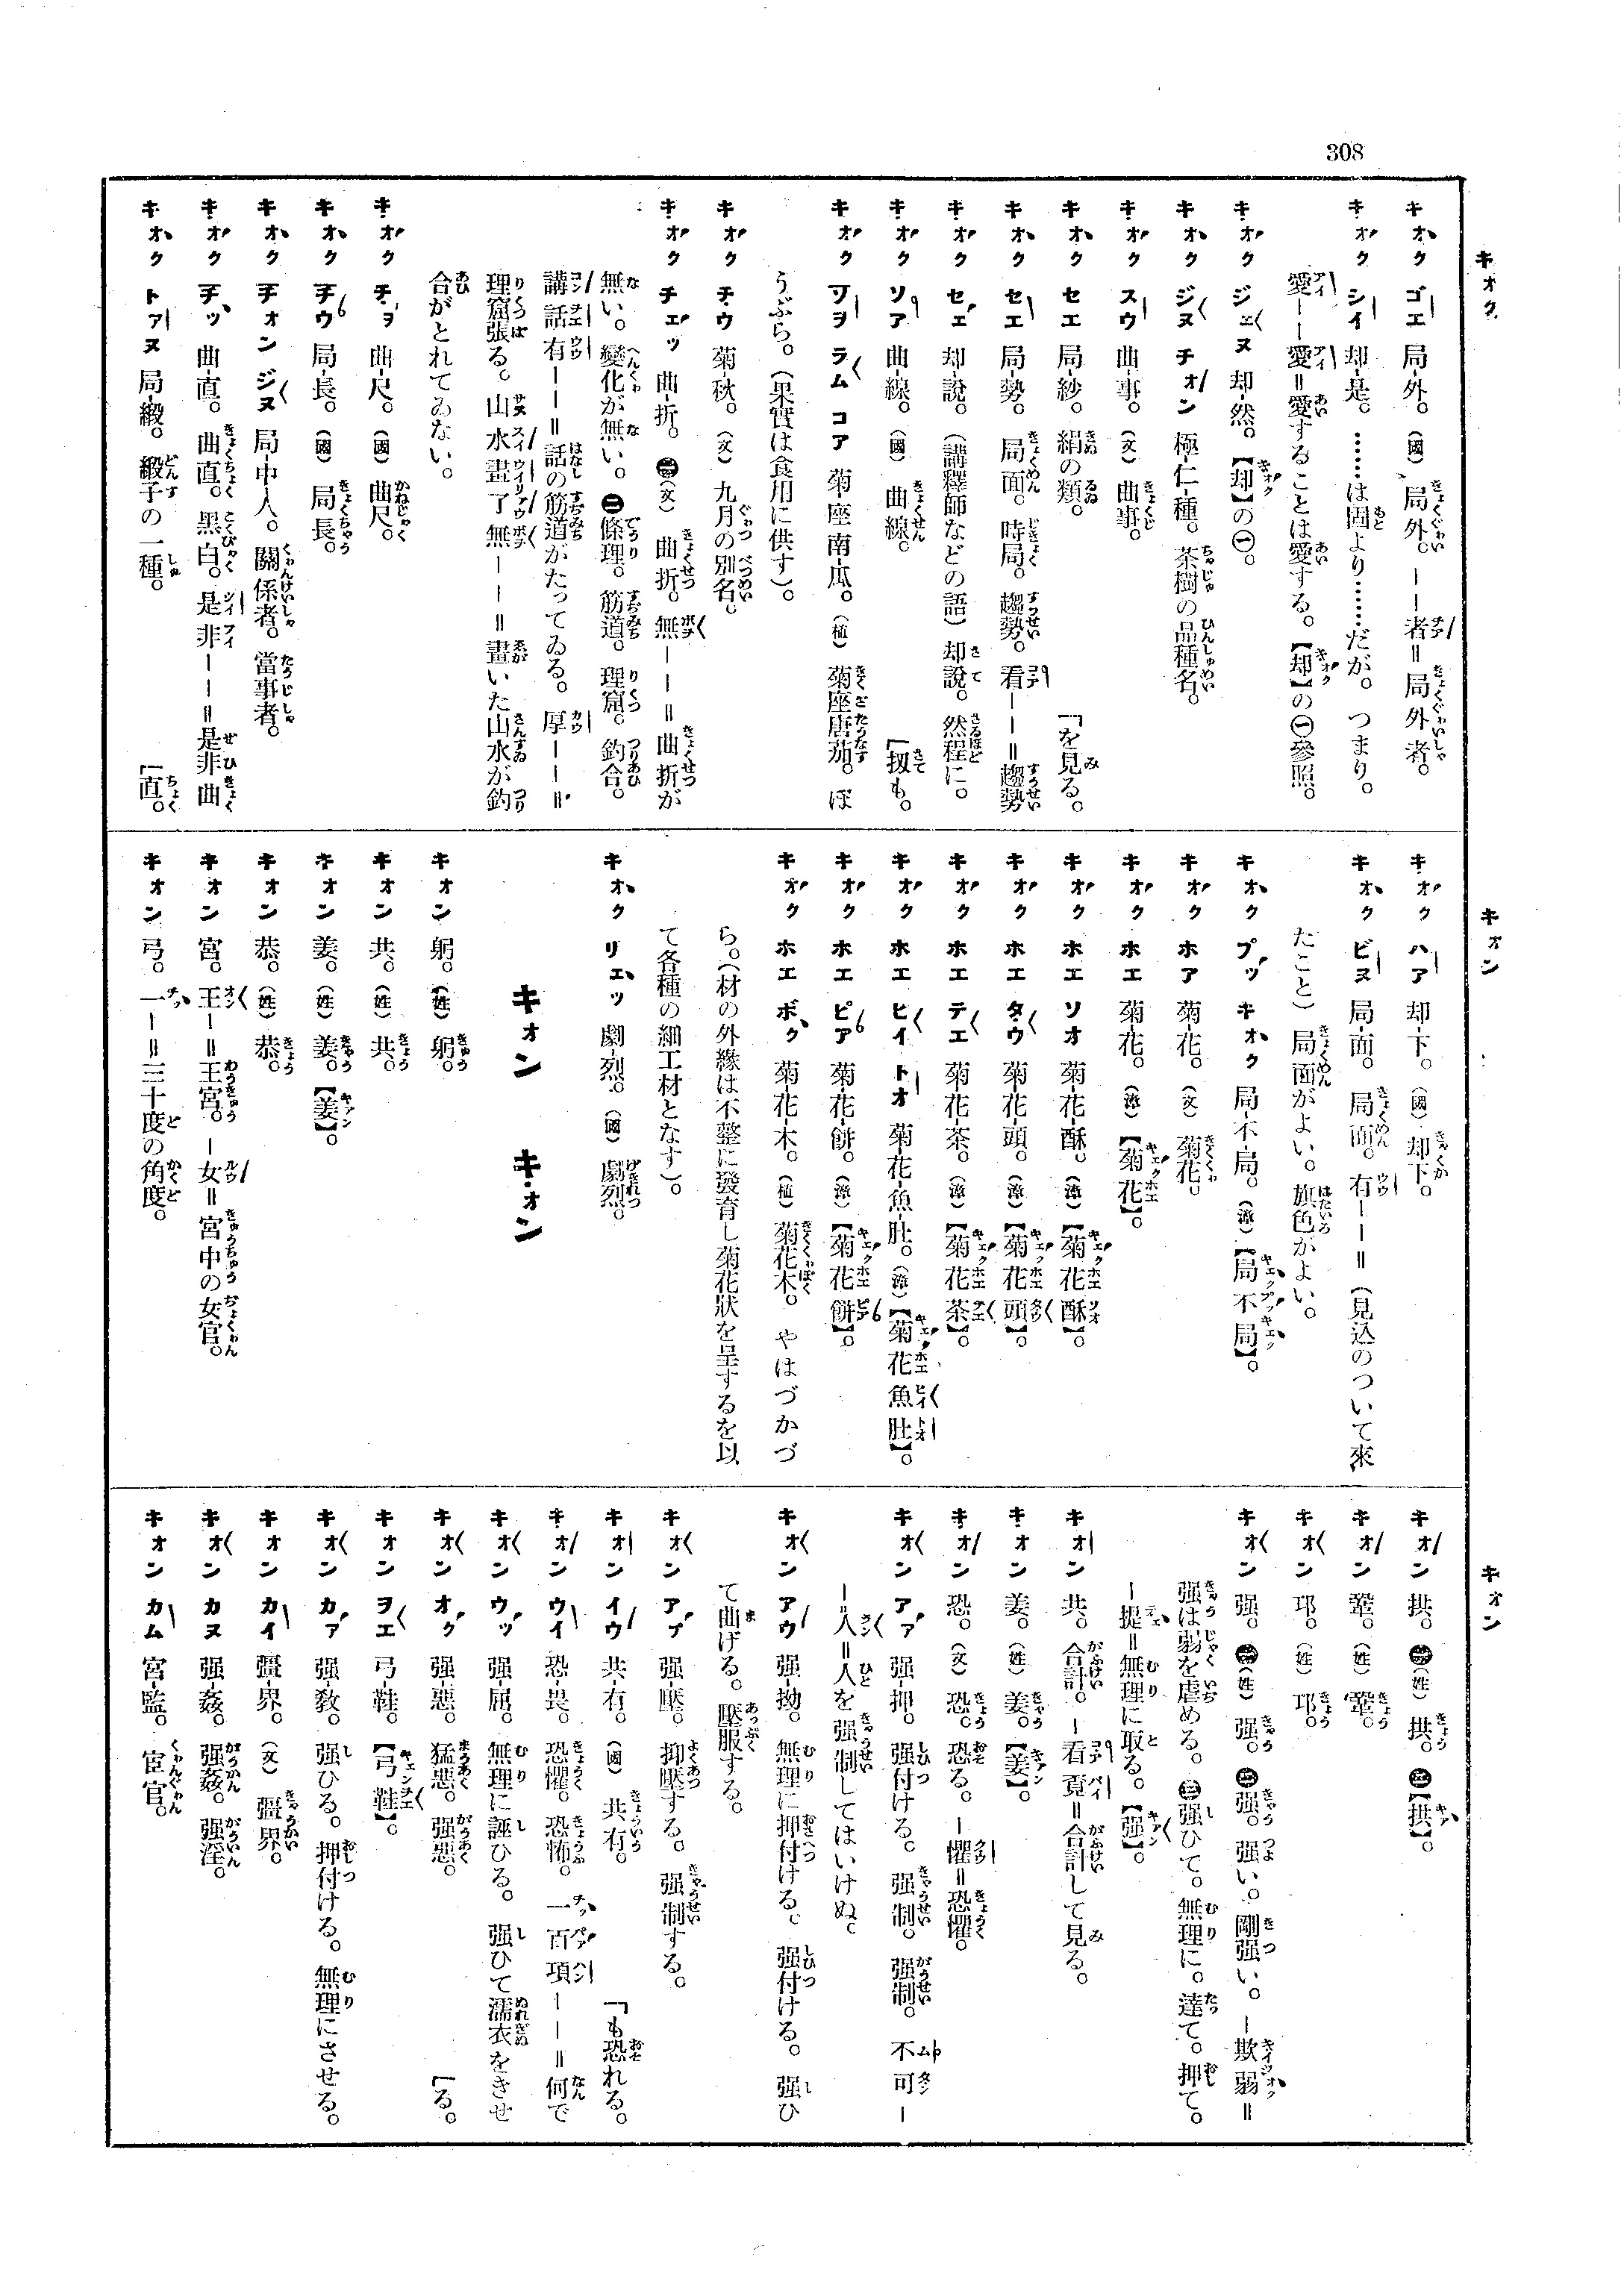 308
キオク
キオク ゴエ 局-外。(國) 局外。――者=局外者。
キオク シイ 却-是。……は固より……だが。つまり。
愛――愛=愛することは愛する。【却】の㊀參照。
キオク ジェヌ 却-然。【却】の㊀。
キオク ジヌ チオン 極-仁-種。茶樹の品種名。
キオク スウ 曲-事。(文) 曲事。
キオク セエ 局-紗。絹の類。 「を見る。
キオク セエ 局-勢。局面。時局。趨勢。看――=趨勢
キオク セェ 却-說。(講釋師などの語) 却說。然程に。
キオク ソア 曲-線。(國) 曲線。 「扨も。
キオク ヲヲ ラム コア 菊-座-南-瓜。(植) 菊座唐茄。ぼ
うぶら。(果實は食用に供す)。
キオク チウ 菊-秋。(文) 九月の別名。
キオク チェッ 曲-折。㊀(文) 曲折。無――=曲折が
無い。變化が無い。㊁條理。筋道。理窟。釣合。
講話有――=話の筋道がたってゐる。厚――=
理窟張る。山水畫了無――=畫いた山水が釣
合がとれてゐない。
キオク チヨ 曲-尺。(國) 曲尺。
キオク チウ 局-長。(國) 局長。
キオク チオン ジヌ 局-中-人。關係者。當事者。
キオク チッ 曲-直。曲直。黑白。是非――=是非曲
キオク トァヌ 局-緞。緞子の一種。 「直。
キオン
キオク ハア 却-下。(國) 却下。
キオク ビヌ 局-面。局面。有――=(見込のついて來
たこと) 局面がよい。旗色がよい。
キオク プッ キオク 局-不-局。(漳)【局不局】。
キオク ホア 菊-花。(文) 菊花。
キオク ホエ 菊-花。(漳)【菊花】。
キオク ホエ ソオ 菊-花-酥。(漳)【菊花酥】。
キオク ホエ タウ 菊-花-頭。(漳)【菊花頭】。
キオク ホエ テエ 菊-花-茶。(漳)【菊花茶】。
キオク ホエ ヒイ トオ 菊-花-魚-肚。(漳)【菊花魚肚】。
キオク ホエ ピア 菊-花-餅。(漳)【菊花餅】。
キオク ホエ ボク 菊-花-木。(植) 菊花木。やはづかづ
ら。(材の外緣は不整に發育し菊花狀を呈するを以
て各種の細工材となす)。
キオク リェッ 劇-烈。(國) 劇烈。
キオン キオン
キオン 躬。(姓) 躬。
キオン 共。(姓) 共。
キオン 姜。(姓) 姜。【姜】。
キオン 恭。(姓) 恭。
キオン 宮。王-=王宮。-女=宮中の女官。
キオン 弓。一-=三十度の角度。
キオン
キオン 拱。㊀(姓) 拱。㊁【拱】。
キオン 鞏。(姓) 鞏。
キオン 邛。(姓) 邛。
キオン 强。㊀(姓) 强。㊁强。强い。剛强い。-欺弱=
强は弱を虐める。㊂强ひて。無理に。達て。押て。
-提=無理に取る。【强】。
キオン 共。合計。-看覔=合計して見る。
キオン 姜。(姓) 姜。【姜】。
キオン 恐。(文) 恐。恐る。-懼=恐懼。
キオン アァ 强-押。强付ける。强制。强制。不可-
-人=人を强制してはいけぬ。
キオン アウ 强-拗。無理に押付ける。强付ける。强ひ
て曲げる。壓服する。
キオン アプ 强-壓。抑壓する。强制する。
キオン イウ 共-有。(國) 共有。 「も恐れる。
キオン ウイ 恐-畏。恐懼。恐怖。一百項――=何で
キオン ウッ 强-屈。無理に誣ひる。强ひて濡衣をきせ
キオン オク 强-惡。猛惡。强惡。 「る。
キオン ヲエ 弓-鞋。【弓鞋】。
キオン カァ 强-敎。强ひる。押付ける。無理にさせる。
キオン カイ 疆-界。(文) 疆界。
キオン カヌ 强-姦。强姦。强淫。
キオン カム 宮-監。宦官。